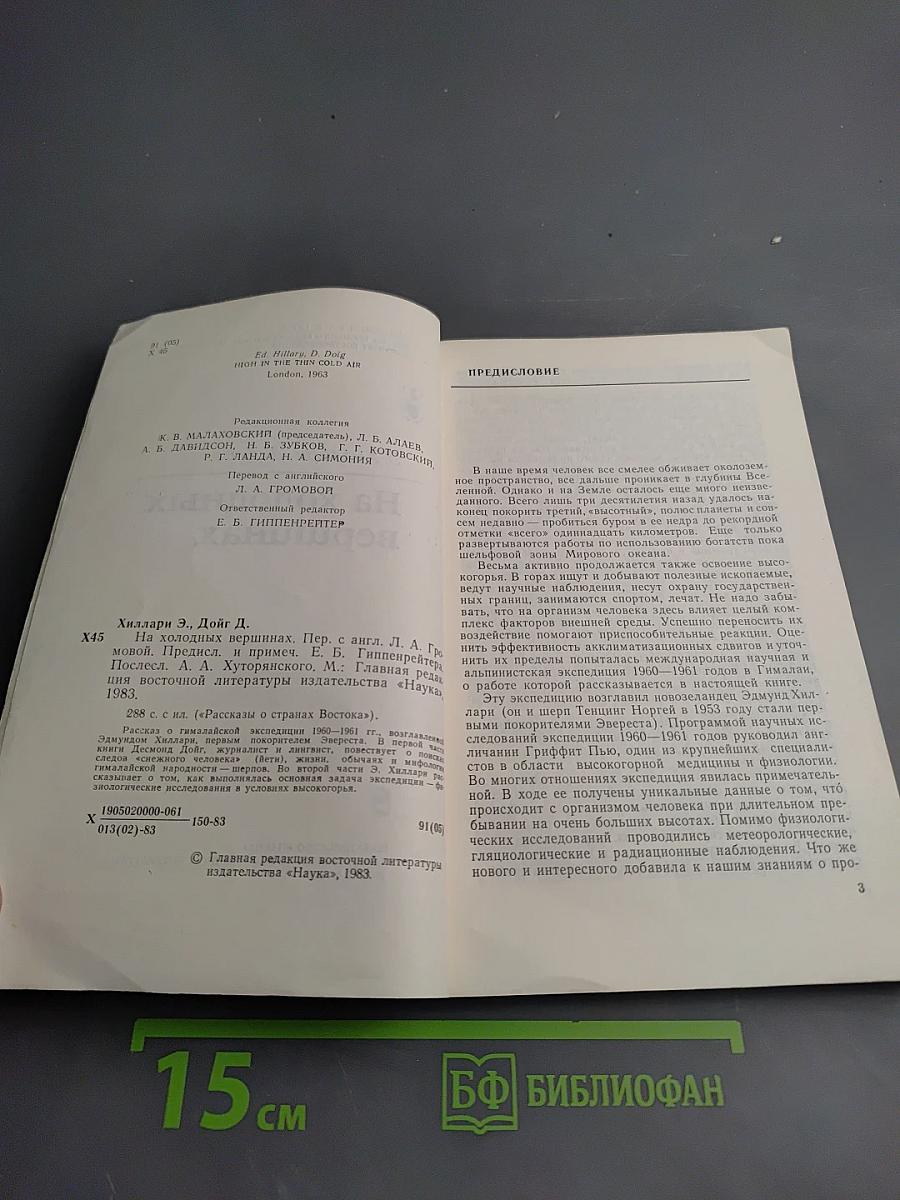 91 (05)
Х 45
Ed. Hillary, D. Doig
HIGH IN THE THIN COLD AIR
London, 1963
Редакционная коллегия
К. В. МАЛАХОВСКИЙ (председатель), Л. Б. АЛАЕВ,
А. Б. ДАВИДСОН, Н. Б. ЗУБКОВ, Г. Г. КОТОВСКИЙ,
Р. Г. ЛАНДА, Н. А. СИМОНИЯ
Перевод с английского
Л. А. ГРОМОВОЙ
Ответственный редактор
Е. Б. ГИППЕНРЕЙТЕР
Хиллари Э., Дойг Д.
Х45 На холодных вершинах. Пер. с англ. Л. А. Гро-
мовой. Предисл. и примеч. Е. Б. Гиппенрейтера.
Послесл. А. А. Хуторянского. М.: Главная редак-
ция восточной литературы издательства «Наука»,
1983.
288 с. с ил. («Рассказы о странах Востока»).
Рассказ о гималайской экспедиции 1960—1961 гг., возглавленной
Эдмундом Хиллари, первым покорителем Эвереста. В первой части
книги Десмонд Дойг, журналист и лингвист, повествует о поисках
следов «снежного человека» (йети), жизни, обычаях и мифологии
гималайской народности — шерпов. Во второй части Э. Хиллари рас-
сказывает о том, как выполнялась основная задача экспедиции — фи-
зиологические исследования в условиях высокогорья.
Х 1905020000-061
013(02)-83 150-83
91(05)
© Главная редакция восточной литературы
издательства «Наука», 1983.
ПРЕДИСЛОВИЕ
В наше время человек все смелее обживает околозем-
ное пространство, все дальше проникает в глубины Все-
ленной. Однако и на Земле осталось еще много неизве-
данного. Всего лишь три десятилетия назад удалось на-
конец покорить третий, «высотный», полюс планеты и сов-
сем недавно — пробиться буром в ее недра до рекордной
отметки «всего» одиннадцать километров. Еще только
развертываются работы по использованию богатств пока
шельфовой зоны Мирового океана.
Весьма активно продолжается также освоение высо-
когорья. В горах ищут и добывают полезные ископаемые,
ведут научные наблюдения, несут охрану государствен-
ных границ, занимаются спортом, лечат. Не надо забы-
вать, что на организм человека здесь влияет целый ком-
плекс факторов внешней среды. Успешно переносить их
воздействие помогают приспособительные реакции. Оце-
нить эффективность акклиматизационных сдвигов и уточ-
нить их пределы попыталась международная научная и
альпинистская экспедиция 1960—1961 годов в Гималаи,
о работе которой рассказывается в настоящей книге.
Эту экспедицию возглавил новозеландец Эдмунд Хил-
лари (он и шерп Тенцинг Норгей в 1953 году стали пер-
выми покорителями Эвереста). Программой научных ис-
следований экспедиции 1960—1961 годов руководил анг-
личанин Гриффит Пью, один из крупнейших специали-
стов в области высокогорной медицины и физиологии.
Во многих отношениях экспедиция явилась примечатель-
ной. В ходе ее получены уникальные данные о том, что́
происходит с организмом человека при длительном пре-
бывании на очень больших высотах. Помимо физиологи-
ческих исследований проводились метеорологические,
гляциологические и радиационные наблюдения. Что же
нового и интересного добавила к нашим знаниям о про-
3
15 см
БФ БИБЛИОФАН